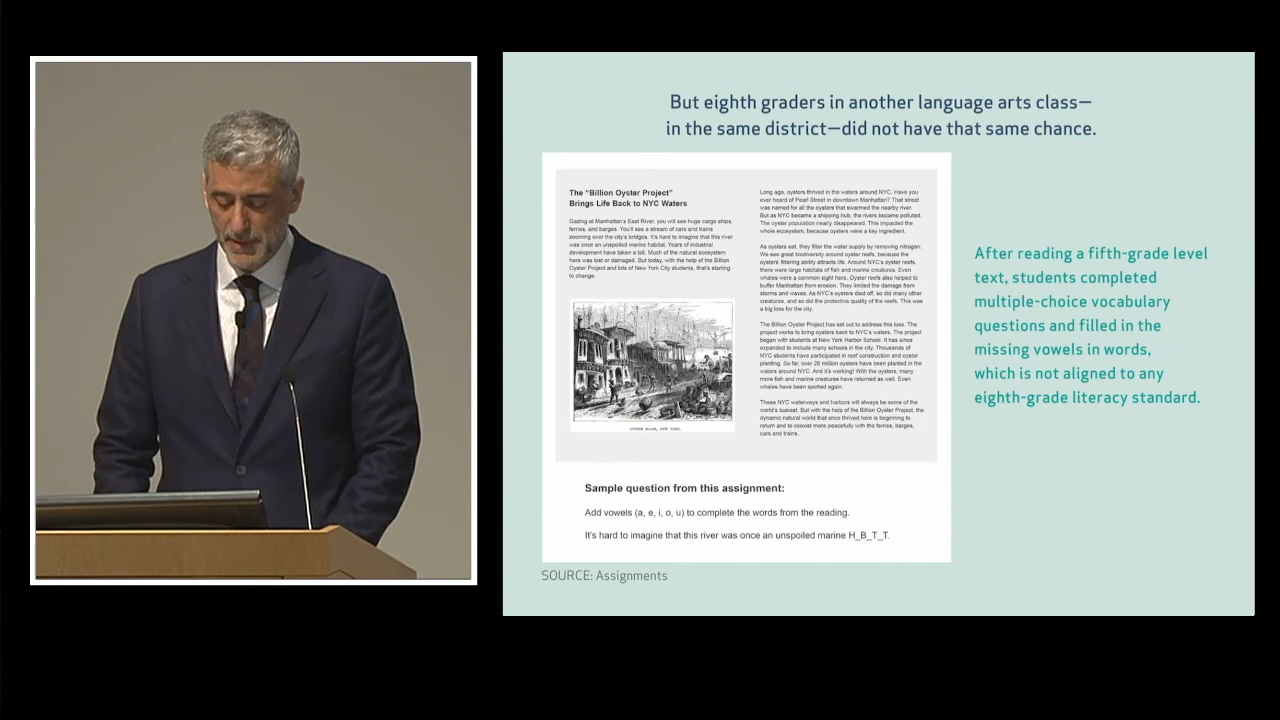 But eighth graders in another language arts class—
in the same district—did not have that same chance.
The “Billion Oyster Project”
Brings Life Back to NYC Waters
Gazing at Manhattan's East River, you will see huge cargo ships,
ferries, and barges. You'll see a stream of cars and trains
zooming over the city's bridges. It's hard to imagine that this river
was once an unspoiled marine habitat. Years of industrial
development have taken a toll. Much of the natural ecosystem
here was lost or damaged. But today, with the help of the Billion
Oyster Project and lots of New York City students, that's starting
to change.
Long ago, oysters thrived in the waters around NYC. Have you
ever heard of Pearl Street in downtown Manhattan? That street
was named for all the oysters that swarmed the nearby river.
But as NYC became a shipping hub, the rivers became polluted.
The oyster population nearly disappeared. This impacted the
whole ecosystem, because oysters were a key ingredient.
As oysters eat, they filter the water supply by removing nitrogen.
We see great biodiversity around oyster reefs, because the
oysters' filtering ability attracts life. Around NYC's oyster reefs,
there were large habitats of fish and marine creatures. Even
whales were a common sight here. Oyster reefs also helped to
buffer Manhattan from erosion. They limited the damage from
storms and waves. As NYC's oysters died off, so did many other
creatures, and so did the protective quality of the reefs. This was
a big loss for the city.
The Billion Oyster Project has set out to address this loss. The
project works to bring oysters back to NYC's waters. The project
began with students at New York Harbor School. It has since
expanded to include many schools in the city. Thousands of
NYC students have participated in reef construction and oyster
planting. So far, over 26 million oysters have been planted in the
waters around NYC. And it's working! With the oysters, many
more fish and marine creatures have returned as well. Even
whales have been spotted again.
These NYC waterways and harbors will always be some of the
world's busiest. But with the help of the Billion Oyster Project, the
dynamic natural world that once thrived here is beginning to
return and to coexist more peacefully with the ferries, barges,
cars and trains.
Sample question from this assignment:
Add vowels (a, e, i, o, u) to complete the words from the reading.
It's hard to imagine that this river was once an unspoiled marine H_B_T_T.
SOURCE: Assignments
After reading a fifth-grade level
text, students completed
multiple-choice vocabulary
questions and filled in the
missing vowels in words,
which is not aligned to any
eighth-grade literacy standard.